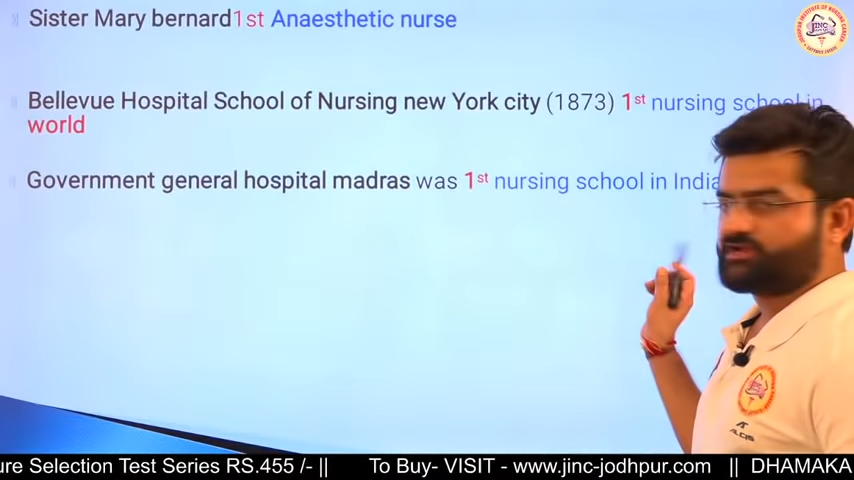 Sister Mary bernard1st Anaesthetic nurse
Bellevue Hospital School of Nursing new York city (1873) 1st nursing school in
world
Government general hospital madras was 1st nursing school in India
ure Selection Test Series RS.455 /- || To Buy- VISIT - www.jinc-jodhpur.com || DHAMAKA
JINC